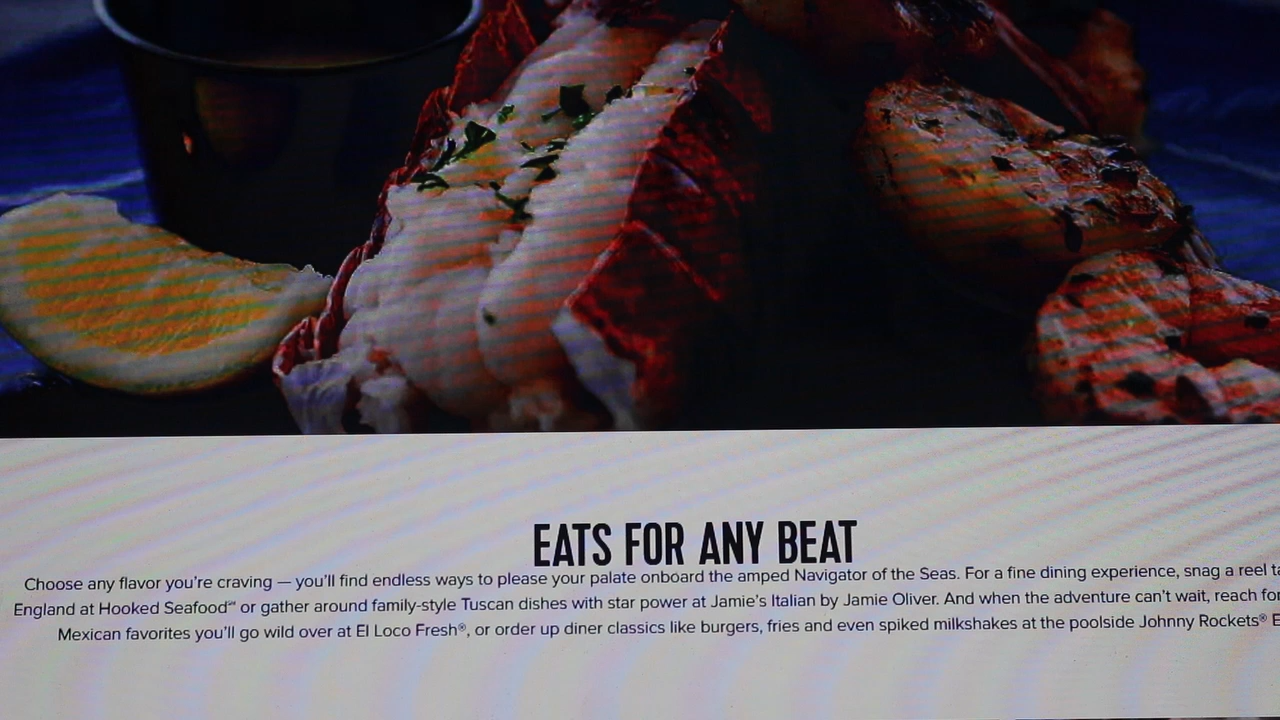 EATS FOR ANY BEAT
Choose any flavor you're craving — you'll find endless ways to please your palate onboard the amped Navigator of the Seas. For a fine dining experience, snag a reel
England at Hooked Seafood℠ or gather around family-style Tuscan dishes with star power at Jamie's Italian by Jamie Oliver. And when the adventure can't wait, reach for
Mexican favorites you'll go wild over at El Loco Fresh®, or order up diner classics like burgers, fries and even spiked milkshakes at the poolside Johnny Rockets®